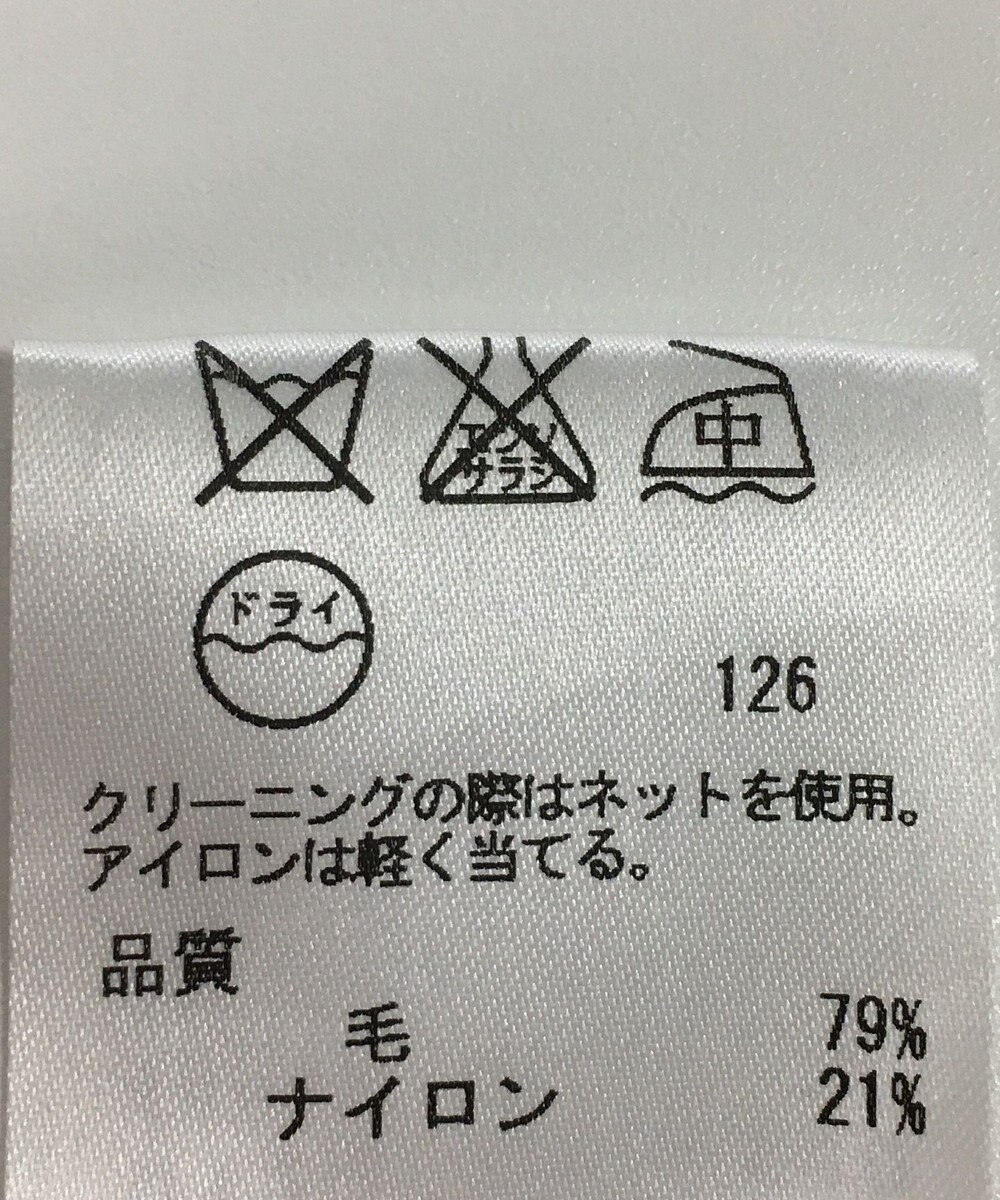 エンソ
サラシ
中
ドライ
126
クリーニングの際はネットを使用。
アイロンは軽く当てる。
品質
毛 79%
ナイロン 21%